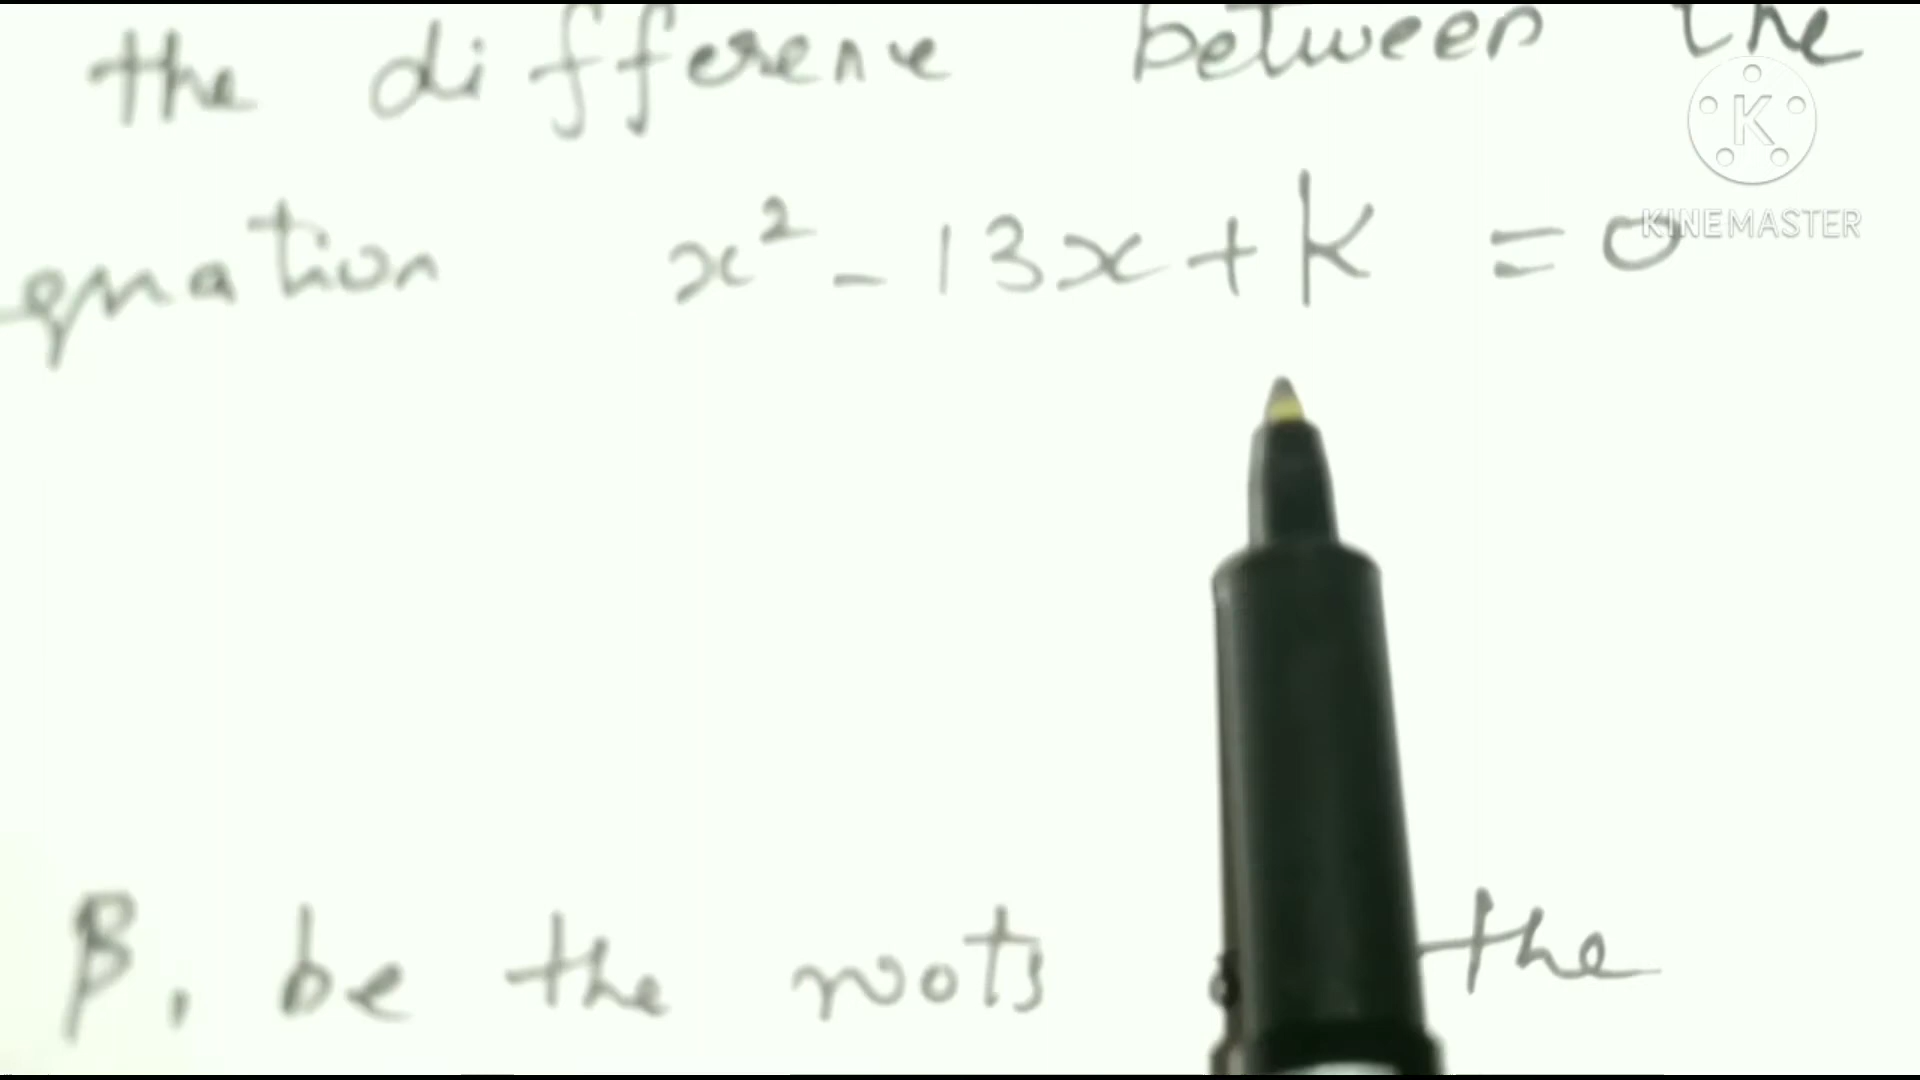 the difference between the
K
KINEMASTER
equation x² - 13x + k = 0
β, be the roots the